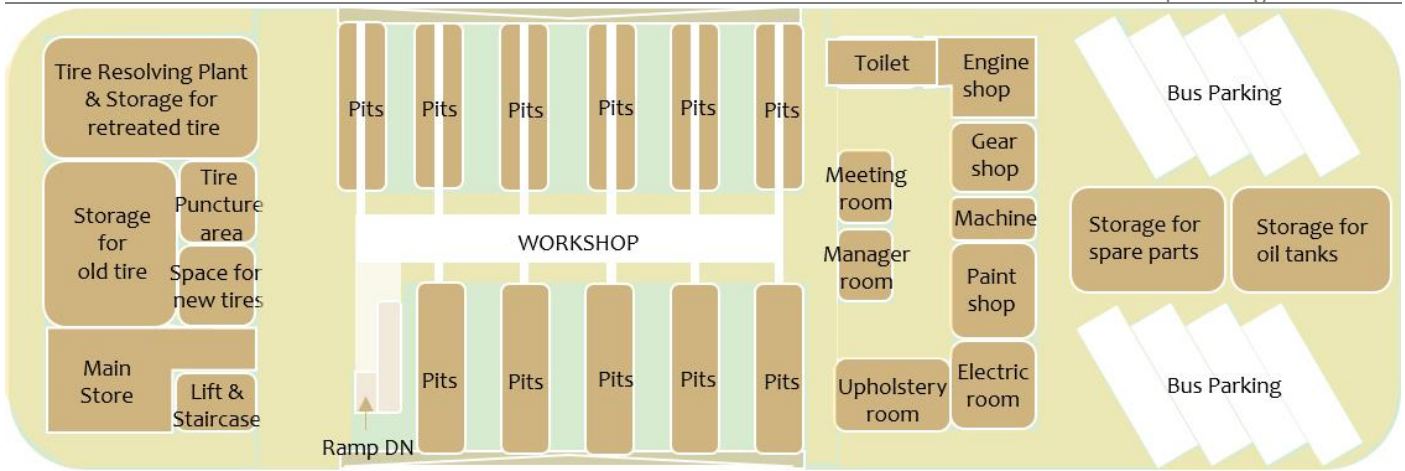 Tire Resolving Plant
& Storage for
retreated tire
Storage
for
old tire
Tire
Puncture
area
Space for
new tires
Main
Store
Lift &
Staircase
Pits
Pits
Pits
Pits
Pits
Pits
WORKSHOP
Pits
Pits
Pits
Pits
Pits
Ramp DN
Toilet
Engine
shop
Gear
shop
Meeting
room
Machine
Manager
room
Paint
shop
Upholstery
room
Electric
room
Bus Parking
Storage for
spare parts
Storage for
oil tanks
Bus Parking